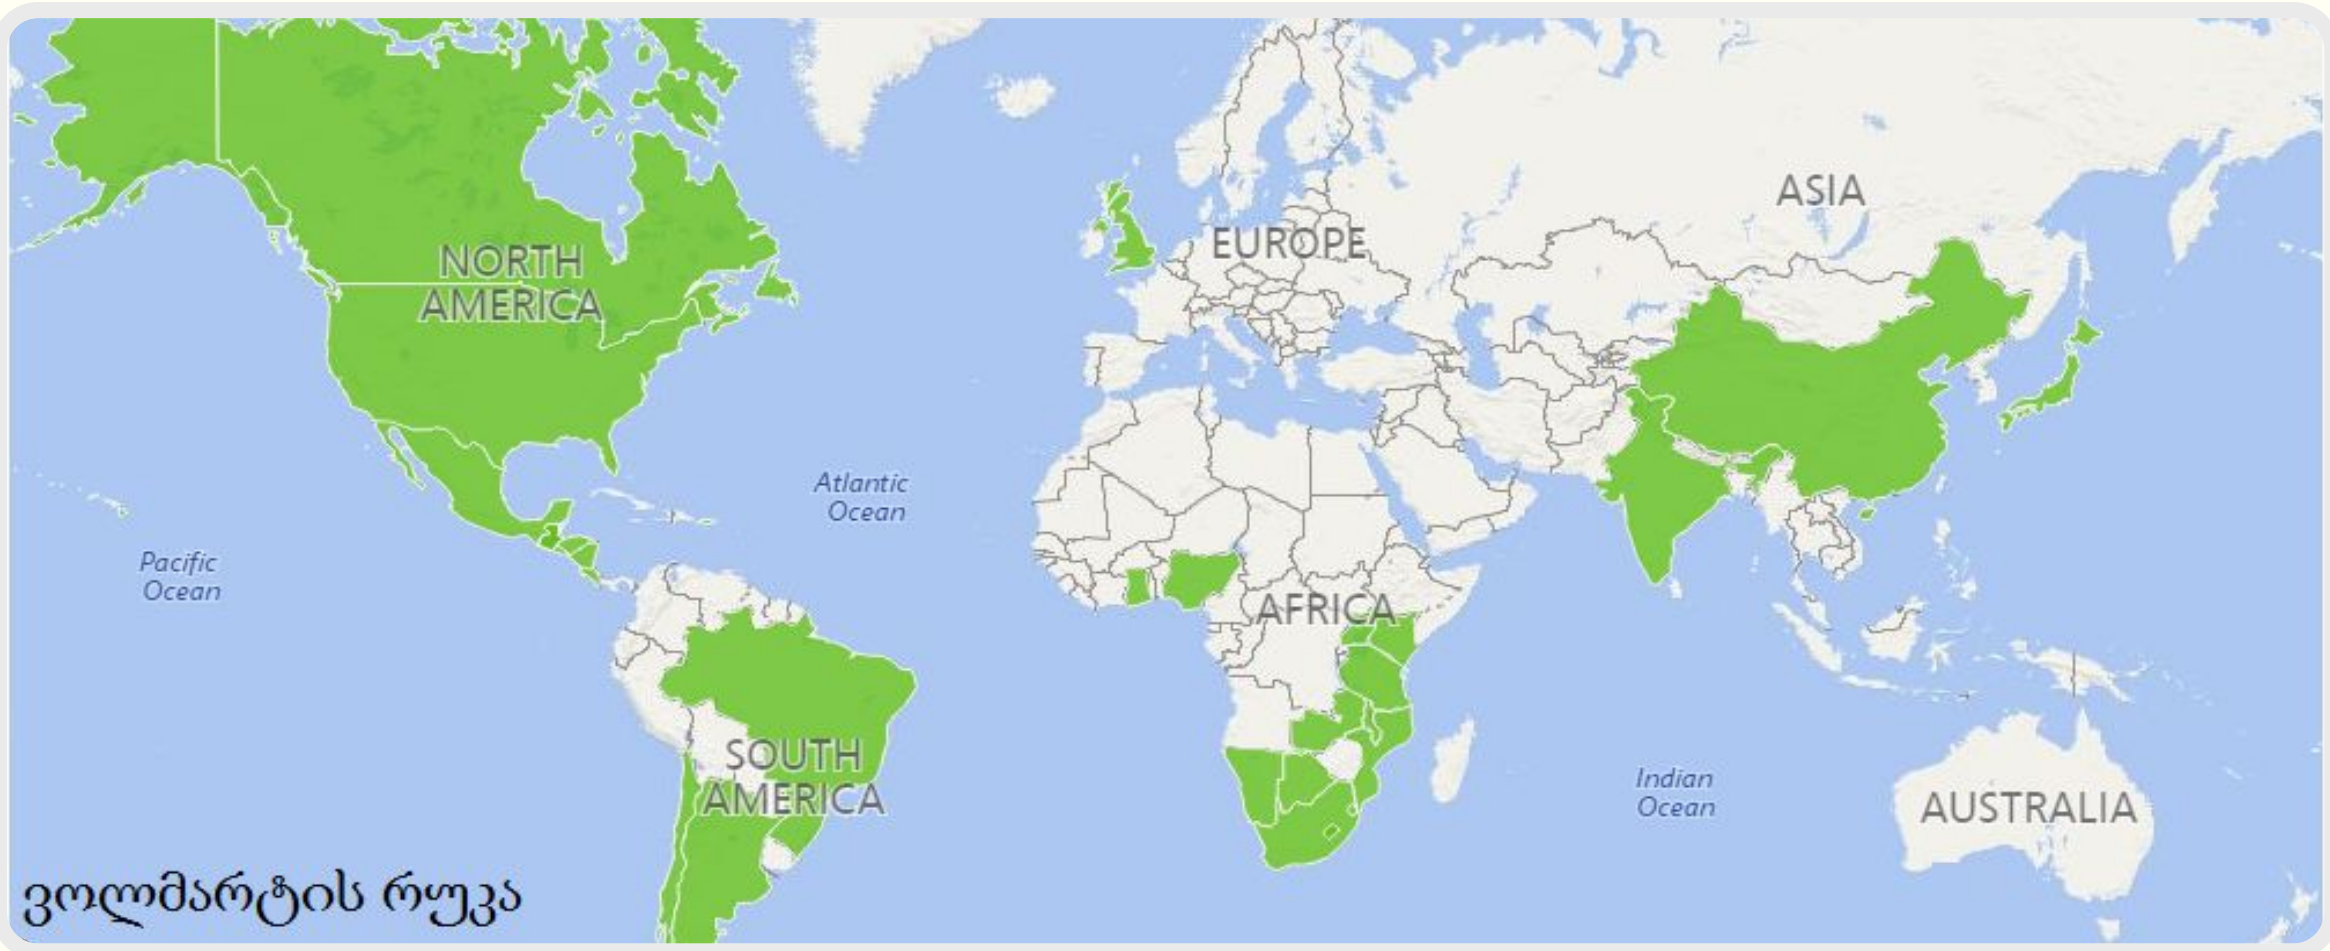 NORTH
AMERICA
EUROPE
ASIA
Atlantic
Ocean
Pacific
Ocean
AFRICA
SOUTH
AMERICA
Indian
Ocean
AUSTRALIA
ვოლმარტის რუკა